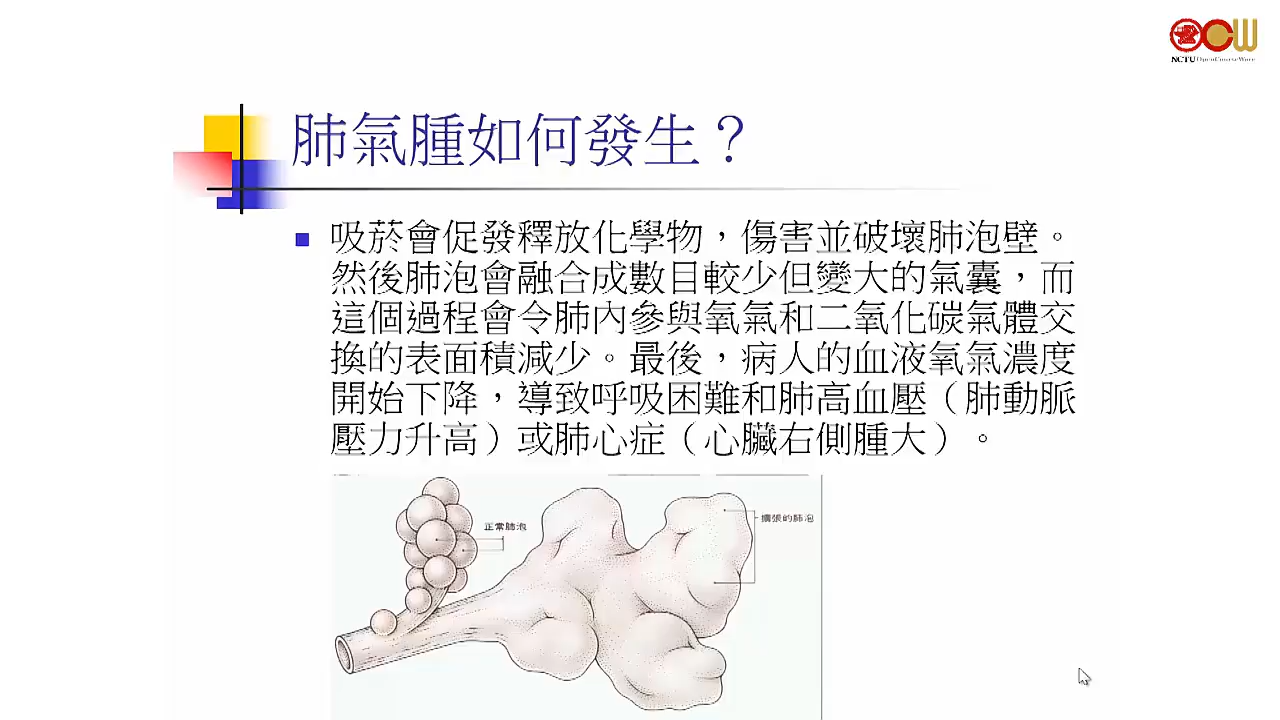 NCTU OpenCourseWare
肺氣腫如何發生？
吸菸會促發釋放化學物，傷害並破壞肺泡壁。
然後肺泡會融合成數目較少但變大的氣囊，而
這個過程會令肺內參與氧氣和二氧化碳氣體交
換的表面積減少。最後，病人的血液氧氣濃度
開始下降，導致呼吸困難和肺高血壓（肺動脈
壓力升高）或肺心症（心臟右側腫大）。
正常肺泡
擴張的肺泡